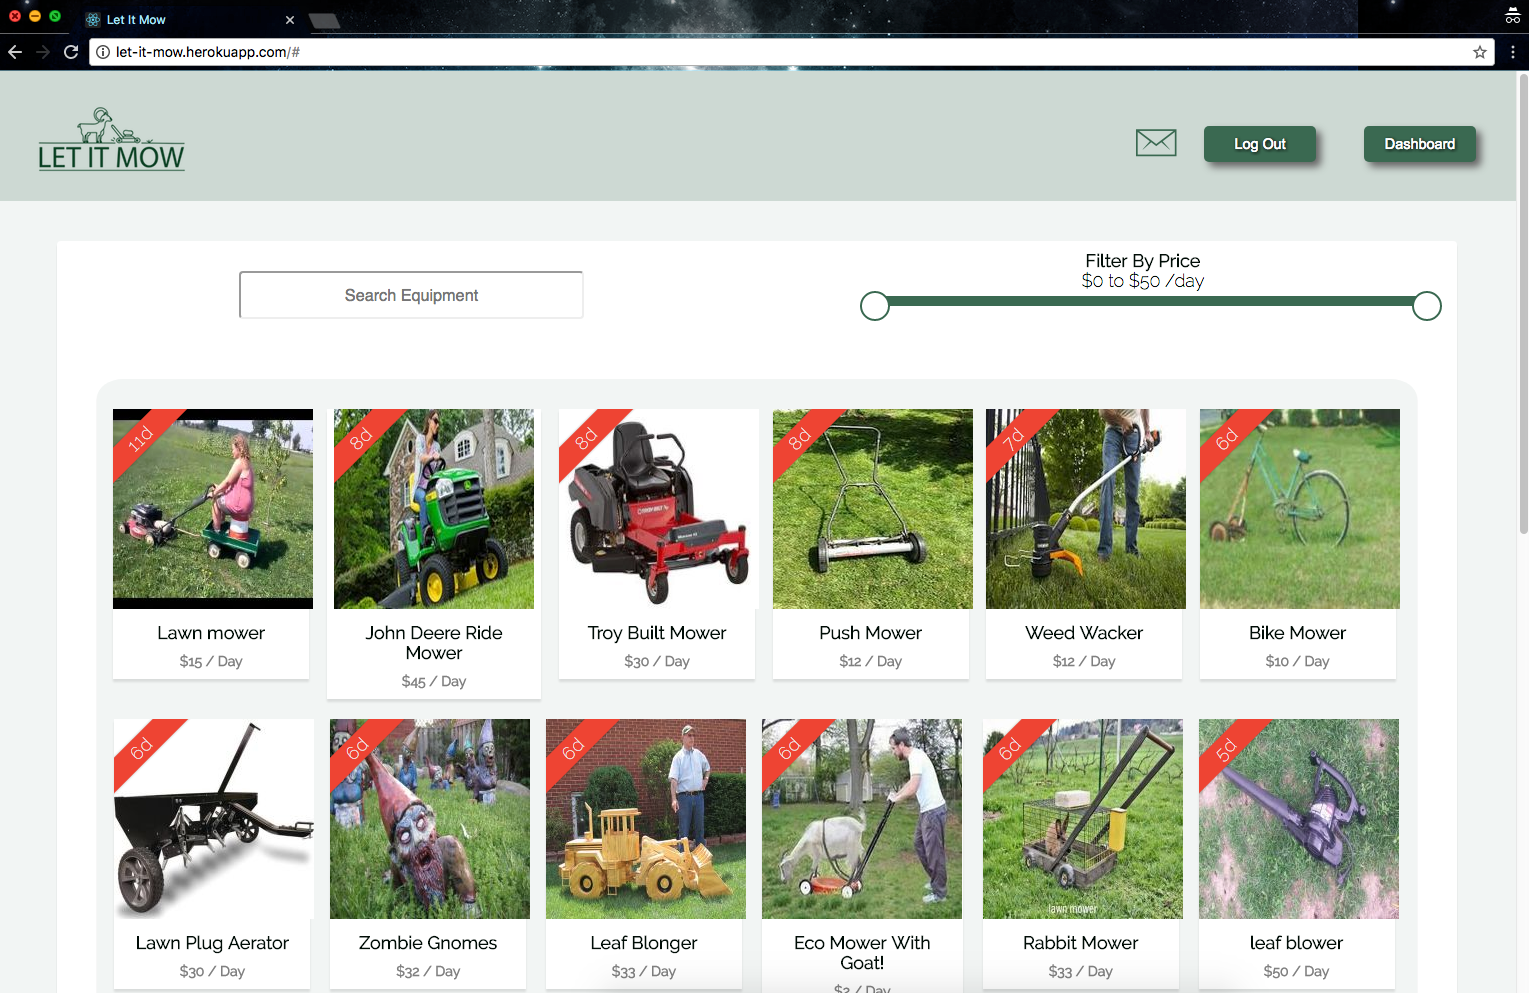 Let It Mow
let-it-mow.herokuapp.com/#
LET IT MOW
Log Out
Dashboard
Search Equipment
Filter By Price
$0 to $50 /day
11d
8d
8d
8d
7d
6d
Lawn mower
$15 / Day
John Deere Ride
Mower
$45 / Day
Troy Built Mower
$30 / Day
Push Mower
$12 / Day
Weed Wacker
$12 / Day
Bike Mower
$10 / Day
6d
6d
6d
6d
6d
5d
lawn mower
Lawn Plug Aerator
$30 / Day
Zombie Gnomes
$32 / Day
Leaf Blonger
$33 / Day
Eco Mower With
Goat!
$2 / Day
Rabbit Mower
$33 / Day
leaf blower
$50 / Day